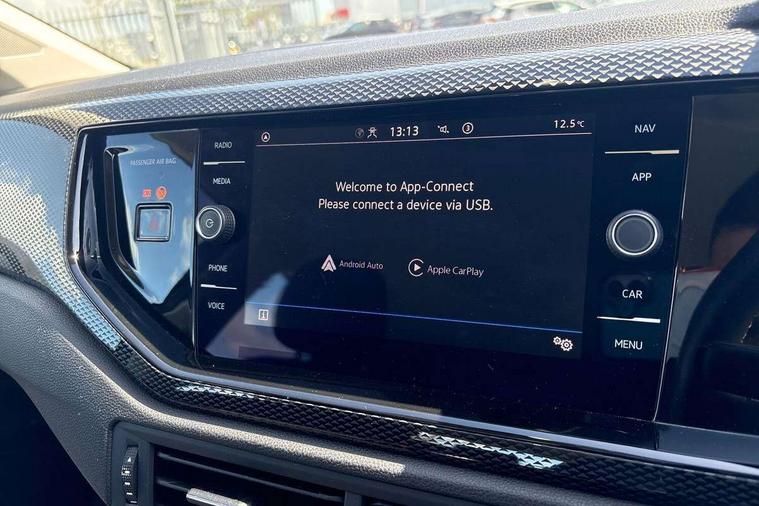 PASSENGER AIR BAG
RADIO
MEDIA
PHONE
VOICE
13:13
3
12.5°C
Welcome to App-Connect
Please connect a device via USB.
Android Auto
Apple CarPlay
NAV
APP
CAR
MENU